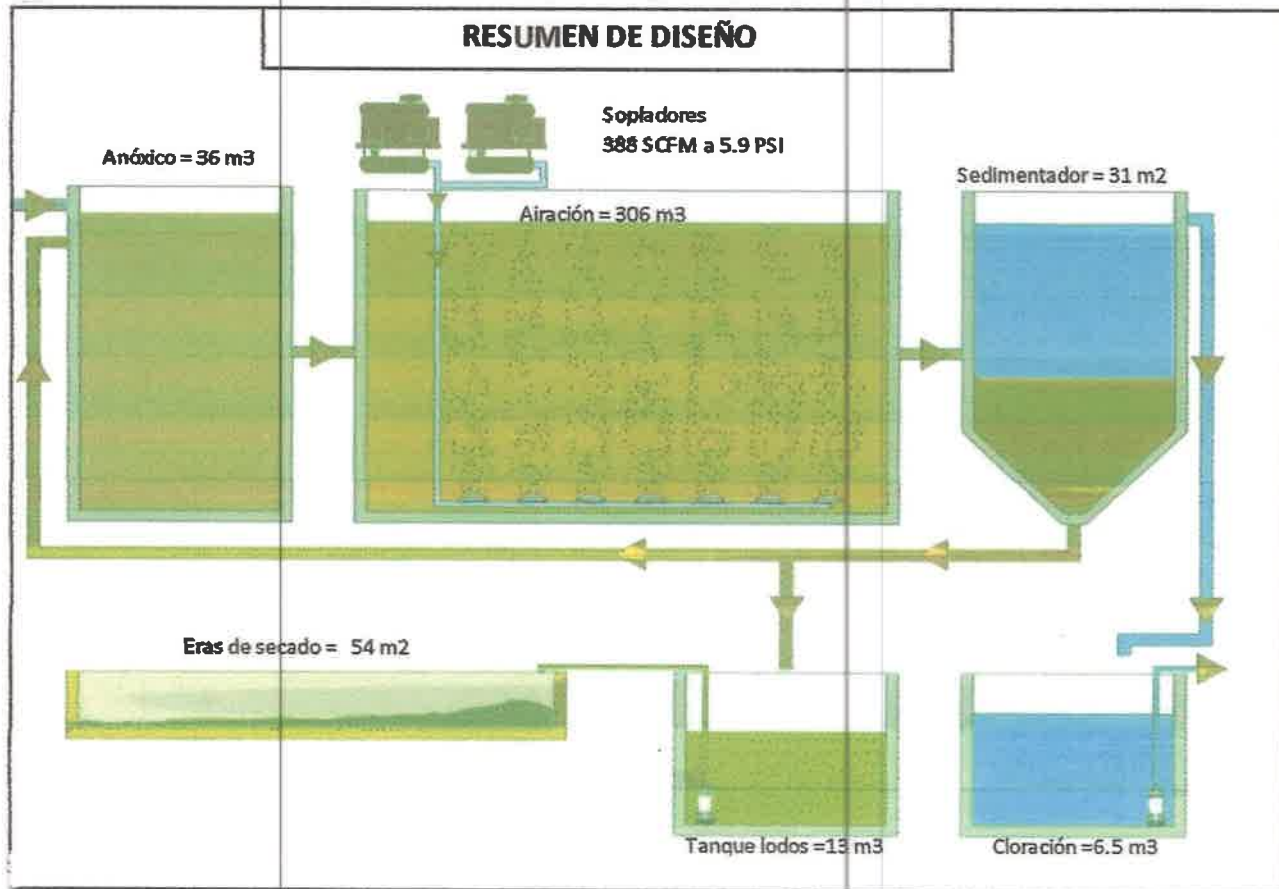 RESUMEN DE DISEÑO
Sopladores
388 SCFM a 5.9 PSI
Anóxico = 36 m3
Sedimentador = 31 m2
Airación = 306 m3
Eras de secado = 54 m2
Tanque lodos =13 m3
Cloración =6.5 m3